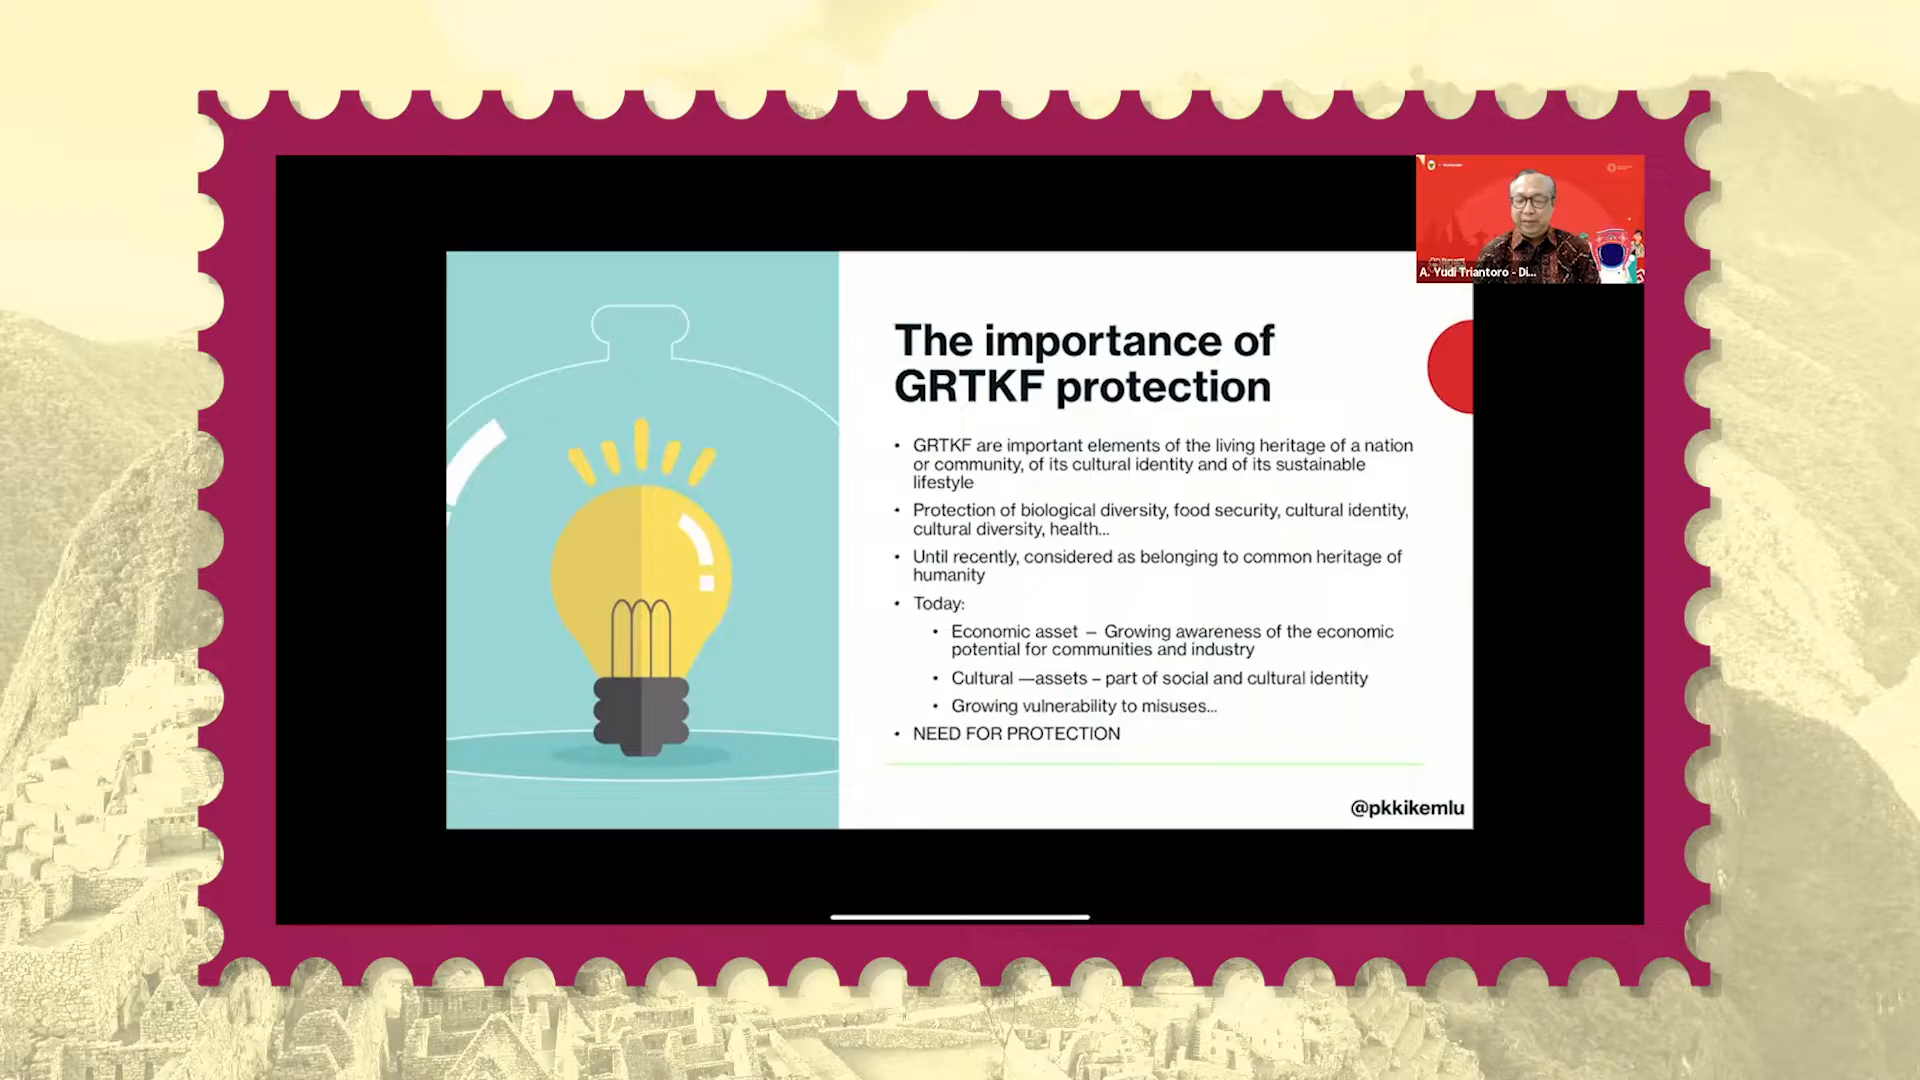 A. Yudi Triantoro - Di...
The importance of
GRTKF protection
• GRTKF are important elements of the living heritage of a nation
or community, of its cultural identity and of its sustainable
lifestyle
• Protection of biological diversity, food security, cultural identity,
cultural diversity, health...
• Until recently, considered as belonging to common heritage of
humanity
• Today:
• Economic asset – Growing awareness of the economic
potential for communities and industry
• Cultural —assets – part of social and cultural identity
• Growing vulnerability to misuses...
• NEED FOR PROTECTION
@pkkikemlu